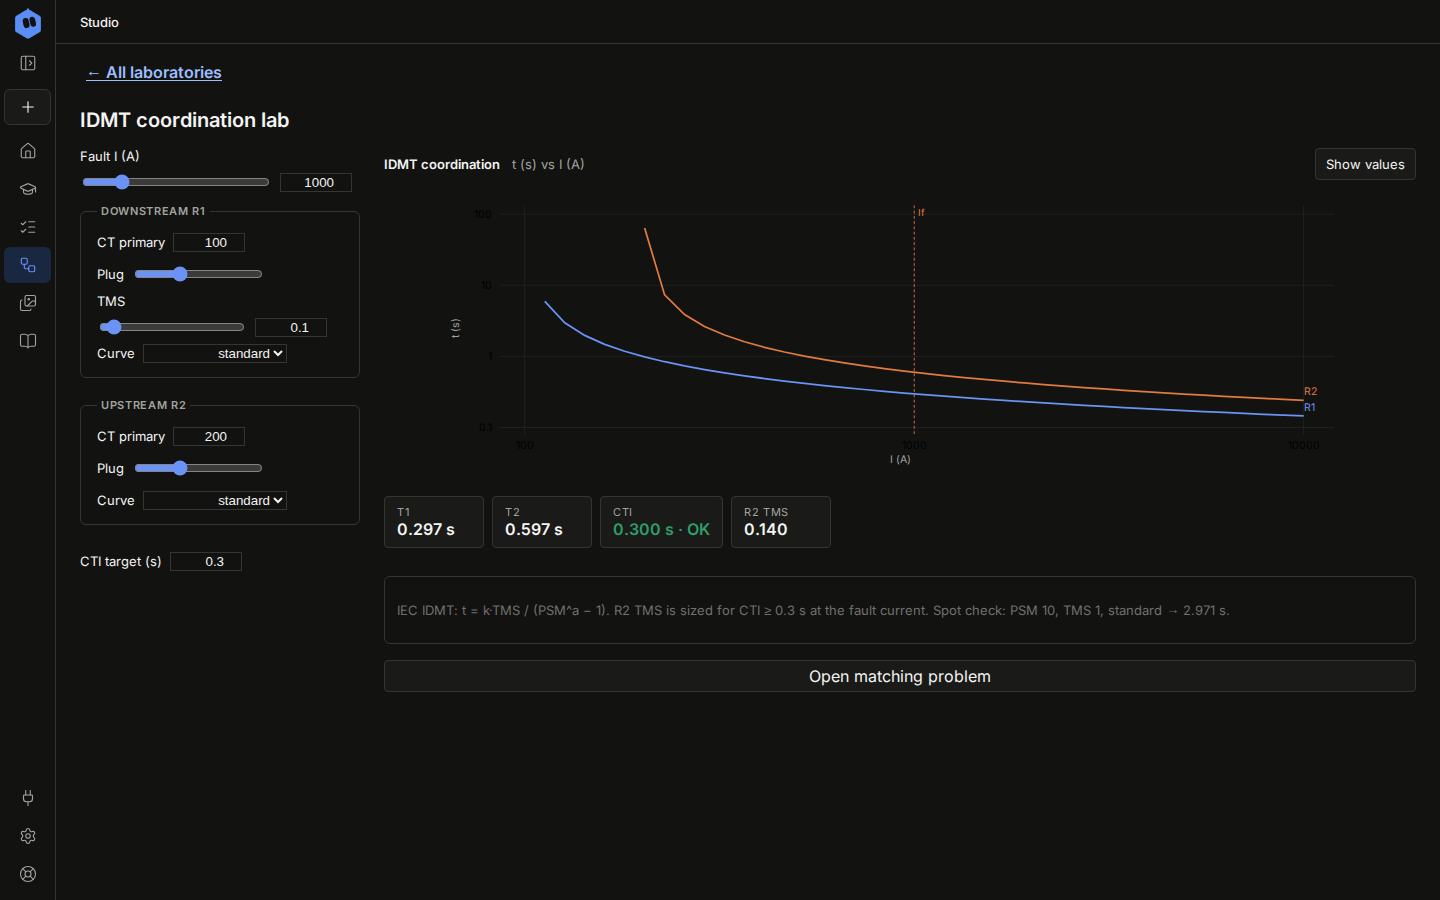 Studio
← All laboratories
IDMT coordination lab
Fault I (A)
1000
DOWNSTREAM R1
CT primary 100
Plug
TMS
0.1
Curve standard
UPSTREAM R2
CT primary 200
Plug
Curve standard
CTI target (s) 0.3
IDMT coordination t (s) vs I (A)
Show values
100
10
1
0.1
t (s)
If
R2
R1
100 1000 10000
I (A)
T1
0.297 s
T2
0.597 s
CTI
0.300 s · OK
R2 TMS
0.140
IEC IDMT: t = k·TMS / (PSM^a − 1). R2 TMS is sized for CTI ≥ 0.3 s at the fault current. Spot check: PSM 10, TMS 1, standard → 2.971 s.
Open matching problem